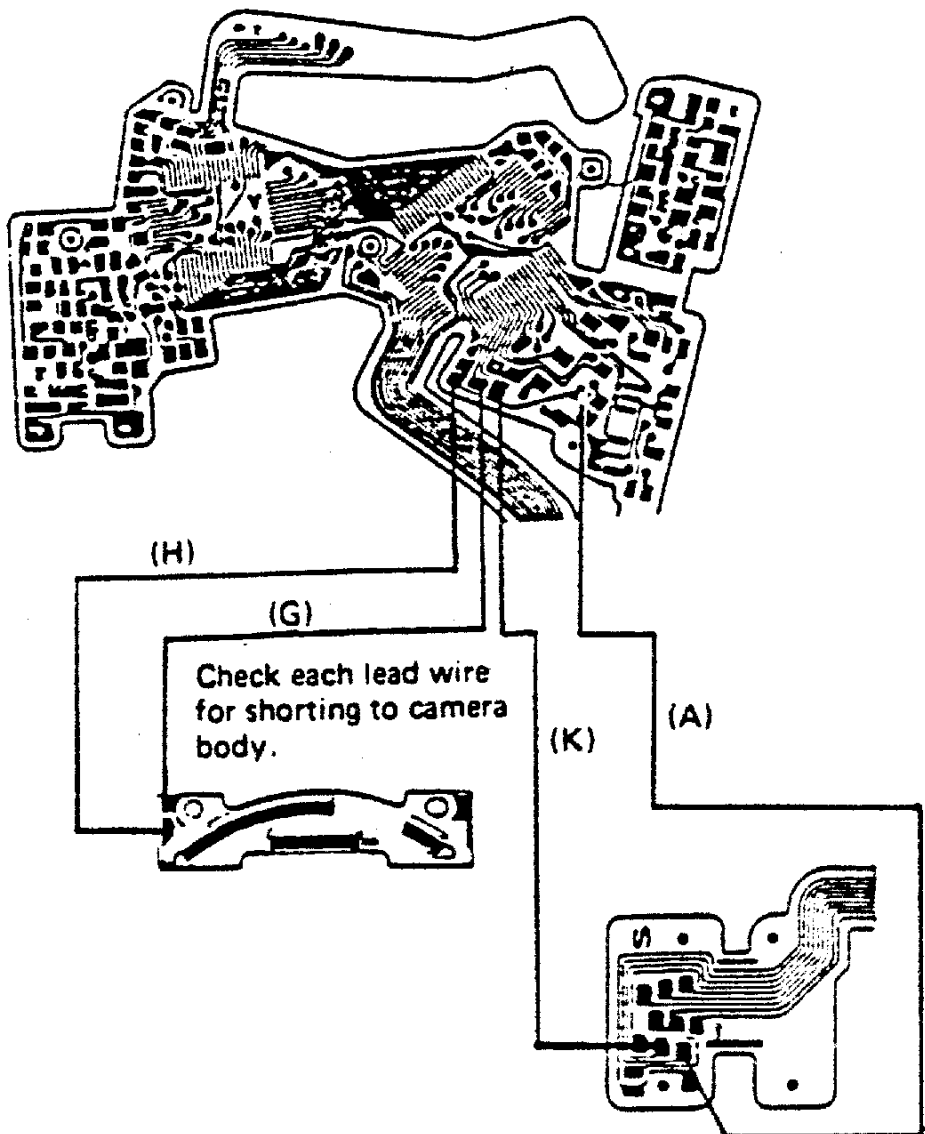 (H)
(G)
Check each lead wire
for shorting to camera
body.
(K)
(A)
S